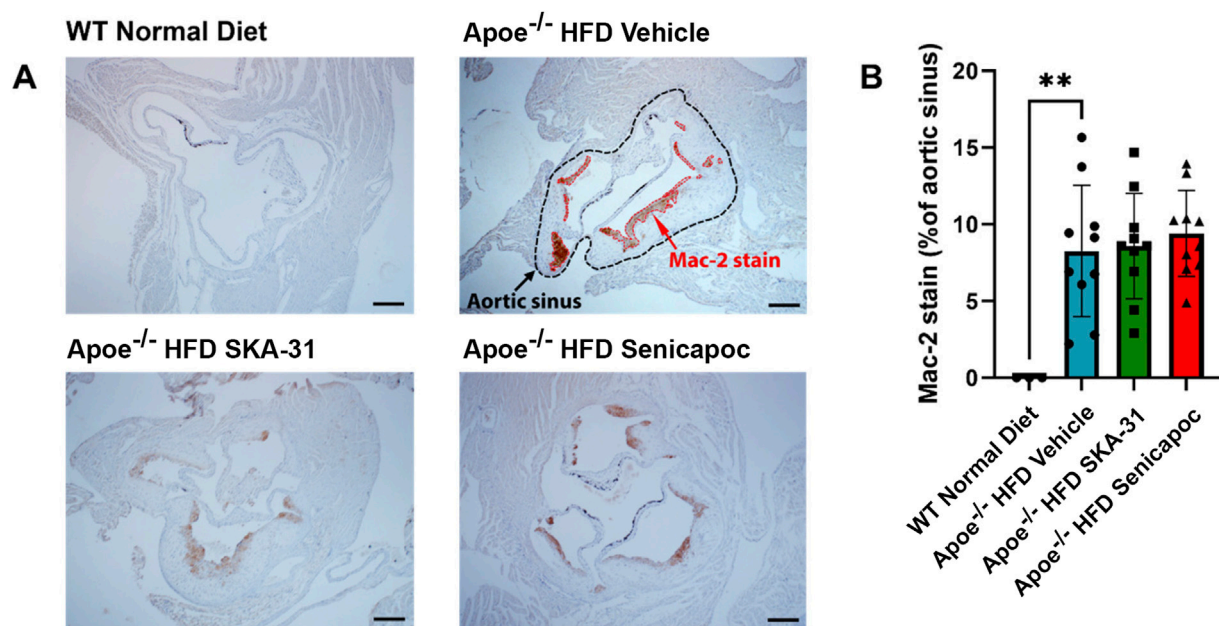 WT Normal Diet
Apoe-/- HFD Vehicle
A
Aortic sinus
Mac-2 stain
Apoe-/- HFD SKA-31
Apoe-/- HFD Senicapoc
B
Mac-2 stain (%of aortic sinus)
20
15
10
5
0
**
WT Normal Diet
Apoe-/- HFD Vehicle
Apoe-/- HFD SKA-31
Apoe-/- HFD Senicapoc